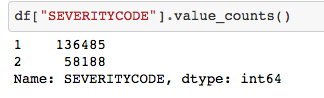 df["SEVERITYCODE"].value_counts()
1    136485
2     58188
Name: SEVERITYCODE, dtype: int64